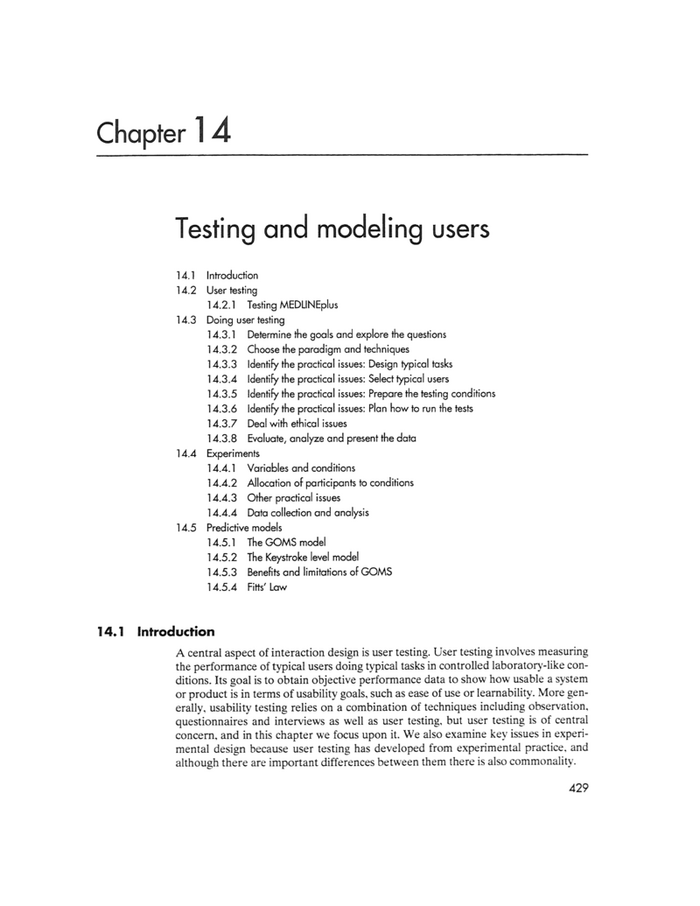 Chapter 14
Testing and modeling users
14.1 Introduction
14.2 User testing
14.2.1 Testing MEDLINEplus
14.3 Doing user testing
14.3.1 Determine the goals and explore the questions
14.3.2 Choose the paradigm and techniques
14.3.3 Identify the practical issues: Design typical tasks
14.3.4 Identify the practical issues: Select typical users
14.3.5 Identify the practical issues: Prepare the testing conditions
14.3.6 Identify the practical issues: Plan how to run the tests
14.3.7 Deal with ethical issues
14.3.8 Evaluate, analyze and present the data
14.4 Experiments
14.4.1 Variables and conditions
14.4.2 Allocation of participants to conditions
14.4.3 Other practical issues
14.4.4 Data collection and analysis
14.5 Predictive models
14.5.1 The GOMS model
14.5.2 The Keystroke level model
14.5.3 Benefits and limitations of GOMS
14.5.4 Fitts' Law
14.1 Introduction
A central aspect of interaction design is user testing. User testing involves measuring
the performance of typical users doing typical tasks in controlled laboratory-like con-
ditions. Its goal is to obtain objective performance data to show how usable a system
or product is in terms of usability goals, such as ease of use or learnability. More gen-
erally, usability testing relies on a combination of techniques including observation,
questionnaires and interviews as well as user testing, but user testing is of central
concern, and in this chapter we focus upon it. We also examine key issues in experi-
mental design because user testing has developed from experimental practice, and
although there are important differences between them there is also commonality.
429